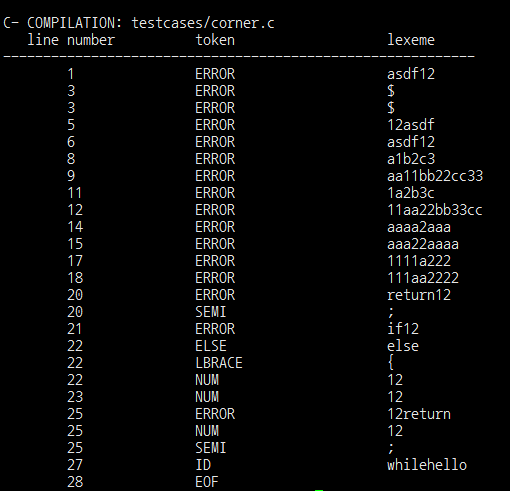 C- COMPILATION: testcases/corner.c
line number token lexeme
------------------------------------------------------------
1 ERROR asdf12
3 ERROR $
3 ERROR $
5 ERROR 12asdf
6 ERROR asdf12
8 ERROR a1b2c3
9 ERROR aa11bb22cc33
11 ERROR 1a2b3c
12 ERROR 11aa22bb33cc
14 ERROR aaaa2aaa
15 ERROR aaa22aaaa
17 ERROR 1111a222
18 ERROR 111aa2222
20 ERROR return12
20 SEMI ;
21 ERROR if12
22 ELSE else
22 LBRACE {
22 NUM 12
23 NUM 12
25 ERROR 12return
25 NUM 12
25 SEMI ;
27 ID whilehello
28 EOF